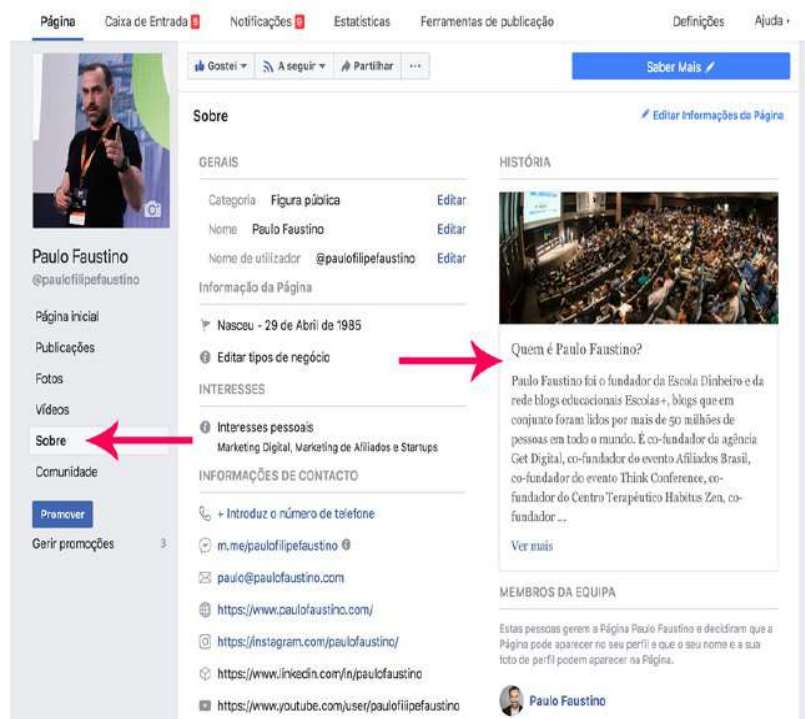 Página Caixa de Entrada 5 Notificações 9 Estatísticas Ferramentas de publicação Definições Ajuda
Gostei A seguir Partilhar ...
Saber Mais
Paulo Faustino
@paulofilipefaustino
Página inicial
Publicações
Fotos
Vídeos
Sobre
Comunidade
Promover
Gerir promoções 3
Sobre
Editar Informações da Página
GERAIS
Categoria Figura pública Editar
Nome Paulo Faustino Editar
Nome de utilizador @paulofilipefaustino Editar
Informação da Página
Nasceu - 29 de Abril de 1985
Editar tipos de negócio
INTERESSES
Interesses pessoais
Marketing Digital, Marketing de Afiliados e Startups
INFORMAÇÕES DE CONTACTO
+ Introduz o número de telefone
m.me/paulofilipefaustino
paulo@paulofaustino.com
https://www.paulofaustino.com/
https://instagram.com/paulofaustino/
https://www.linkedin.com/in/paulofaustino
https://www.youtube.com/user/paulofilipefaustino
HISTÓRIA
Quem é Paulo Faustino?
Paulo Faustino foi o fundador da Escola Dinheiro e da
rede blogs educacionais Escolas+, blogs que em
conjunto foram lidos por mais de 50 milhões de
pessoas em todo o mundo. É co-fundador da agência
Get Digital, co-fundador do evento Afiliados Brasil,
co-fundador do evento Think Conference, co-
fundador do Centro Terapêutico Habitus Zen, co-
fundador ...
Ver mais
MEMBROS DA EQUIPA
Estas pessoas gerem a Página Paulo Faustino e decidiram que a
Página pode aparecer no seu perfil e que o seu nome e a sua
foto de perfil podem aparecer na Página.
Paulo Faustino